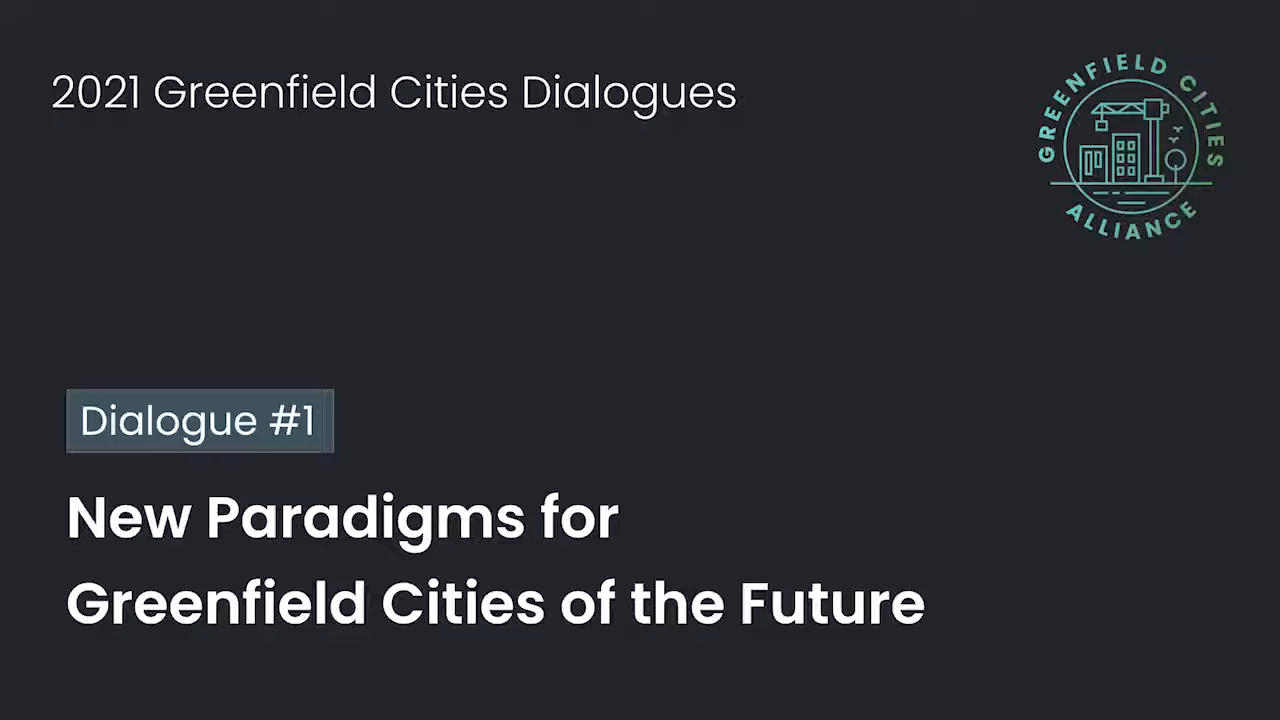 2021 Greenfield Cities Dialogues
GREENFIELD CITIES
ALLIANCE
Dialogue #1
New Paradigms for
Greenfield Cities of the Future